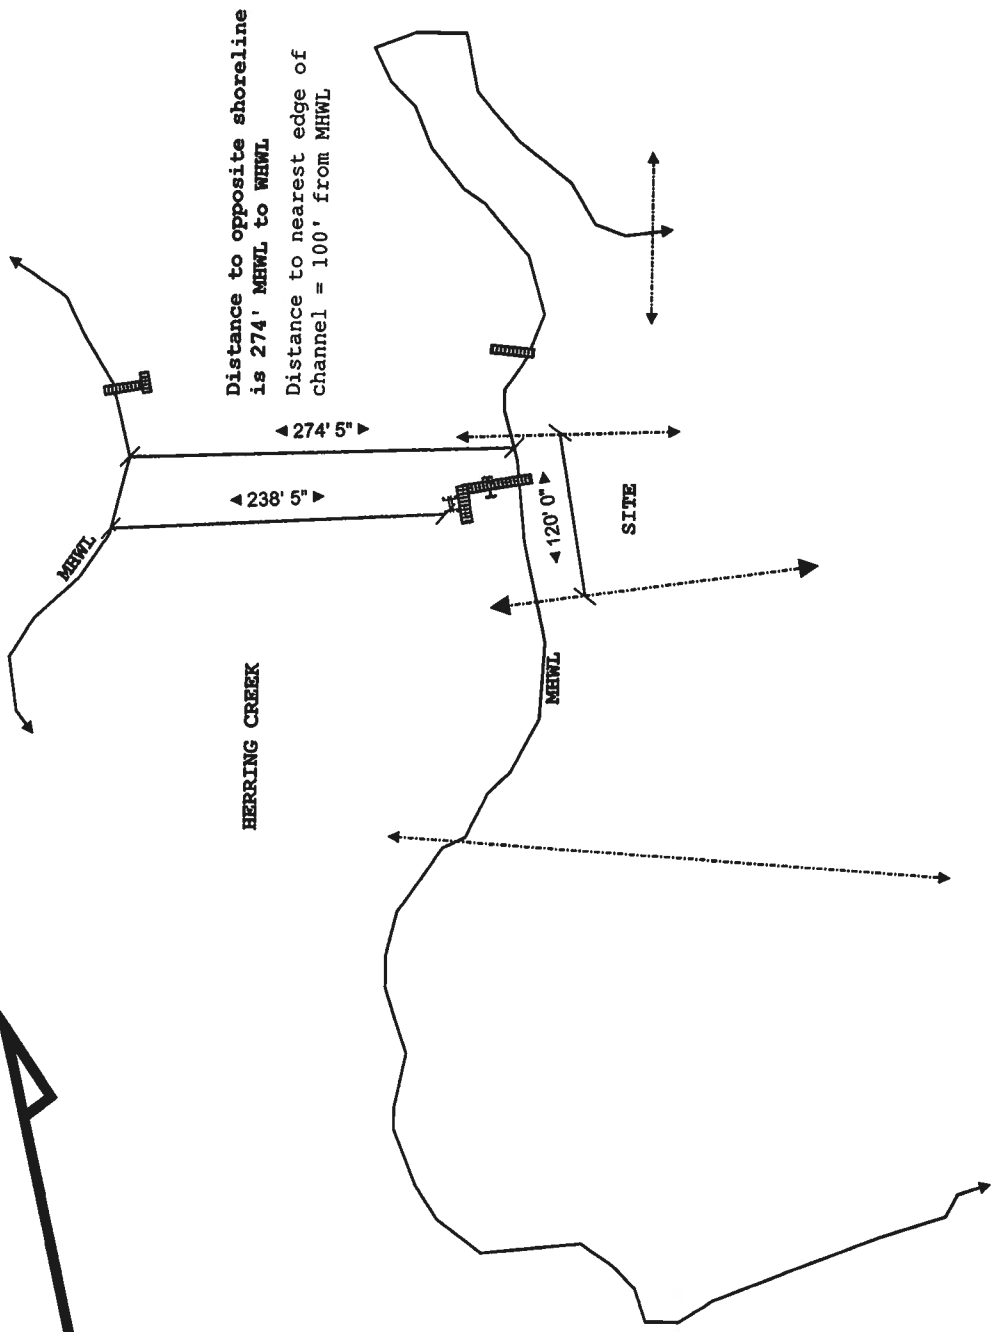 Distance to opposite shoreline
is 274' MHWL to WHWL
Distance to nearest edge of
channel = 100' from MHWL
274' 5"
238' 5"
MHWL
120' 0"
SITE
HERRING CREEK
MHWL